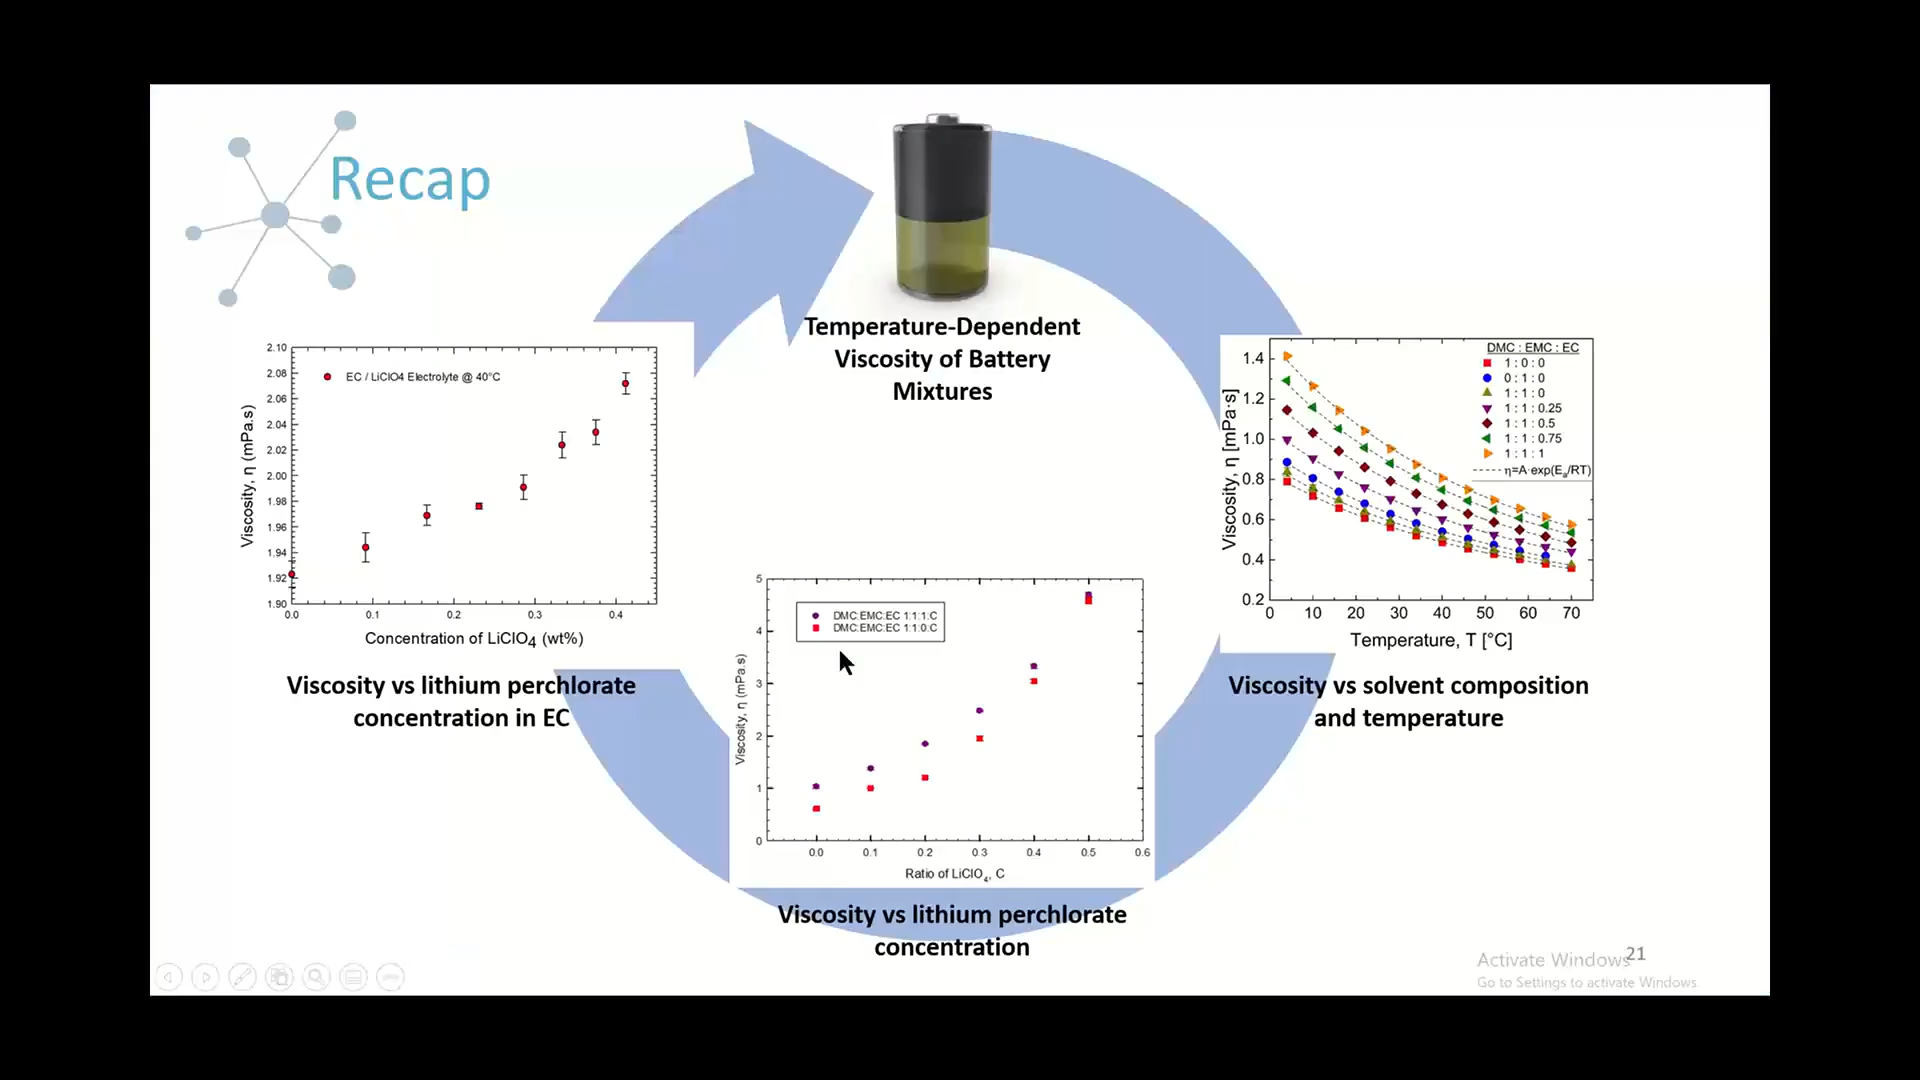 Recap
Temperature-Dependent
Viscosity of Battery
Mixtures
2.10
2.08
2.06
2.04
2.02
2.00
1.98
1.96
1.94
1.92
1.90
Viscosity, η (mPa.s)
EC / LiClO4 Electrolyte @ 40°C
0.0 0.1 0.2 0.3 0.4
Concentration of LiClO4 (wt%)
Viscosity vs lithium perchlorate
concentration in EC
5
4
3
2
1
0
Viscosity, η (mPa.s)
DMC:EMC:EC 1:1:1:C
DMC:EMC:EC 1:1:0:C
0.0 0.1 0.2 0.3 0.4 0.5 0.6
Ratio of LiClO4, C
Viscosity vs lithium perchlorate
concentration
1.4
1.2
1.0
0.8
0.6
0.4
0.2
Viscosity, η [mPa·s]
DMC : EMC : EC
1 : 0 : 0
0 : 1 : 0
1 : 1 : 0
1 : 1 : 0.25
1 : 1 : 0.5
1 : 1 : 0.75
1 : 1 : 1
η=A·exp(Ea/RT)
0 10 20 30 40 50 60 70
Temperature, T [°C]
Viscosity vs solvent composition
and temperature
21
Activate Windows
Go to Settings to activate Windows.